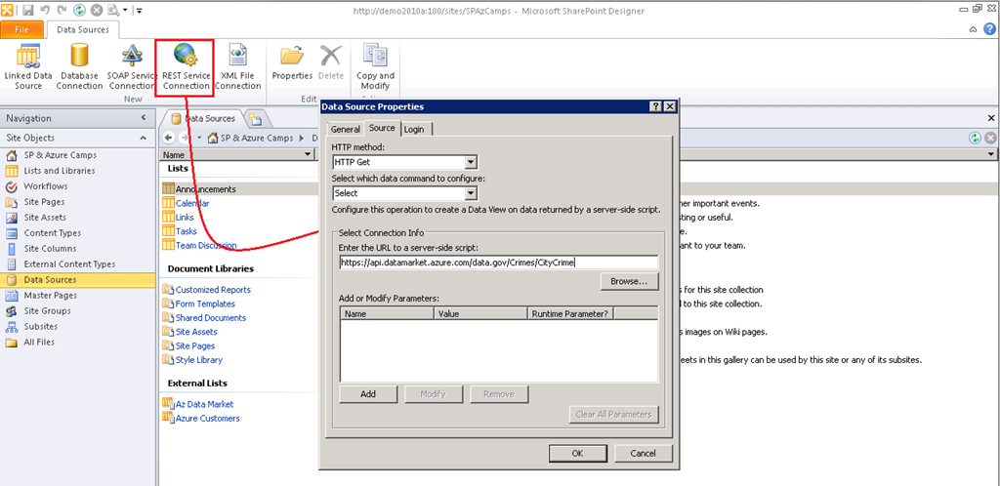 http://demo2010a:100/sites/SPAzCamps - Microsoft SharePoint Designer
File
Data Sources
Linked Data Source
Database Connection
SOAP Service Connection
REST Service Connection
XML File Connection
Properties
Delete
Copy and Modify
New
Edit
Navigation
Site Objects
SP & Azure Camps
Lists and Libraries
Workflows
Site Pages
Site Assets
Content Types
Site Columns
External Content Types
Data Sources
Master Pages
Site Groups
Subsites
All Files
Data Sources
SP & Azure Camps
D
Name
Lists
Announcements
Calendar
Links
Tasks
Team Discussion
Document Libraries
Customized Reports
Form Templates
Shared Documents
Site Assets
Site Pages
Style Library
External Lists
Az Data Market
Azure Customers
Data Source Properties
General
Source
Login
HTTP method:
HTTP Get
Select which data command to configure:
Select
Configure this operation to create a Data View on data returned by a server-side script.
Select Connection Info
Enter the URL to a server-side script:
https://api.datamarket.azure.com/data.gov/Crimes/CityCrime
Browse...
Add or Modify Parameters:
Name
Value
Runtime Parameter?
Add
Modify
Remove
Clear All Parameters
OK
Cancel
her important events.
sting or useful.
e.
ant to your team.
s for this site collection
d to this site collection.
s images on Wiki pages.
eets in this gallery can be used by this site or any of its subsites.